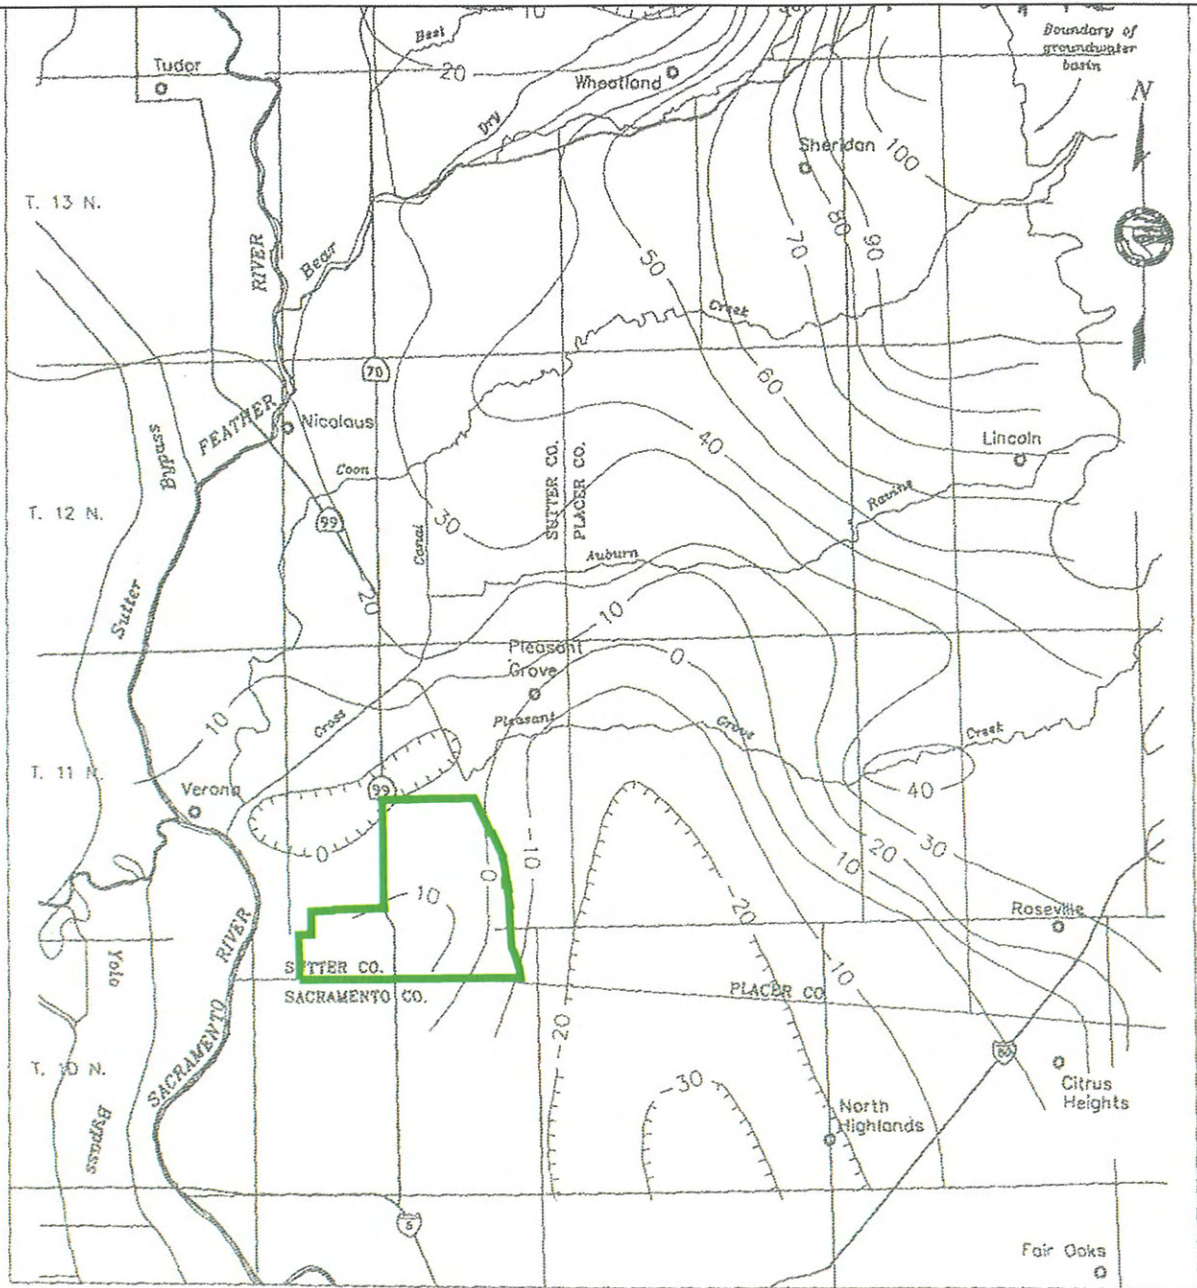 10
Boundary of
groundwater
basin
Best
20
Tudor
Wheatland
N
Dry
Sheridan
100
T. 13 N.
80
70
90
50
RIVER
Bear
Creek
70
60
FEATHER
Nicolaus
40
Lincoln
Bypass
SUTTER CO.
PLACER CO.
Coon
Ravine
T. 12 N.
99
30
Canal
Auburn
Sutter
20
10
Pleasant
Grove
0
10
Cross
Pleasant
Grove
Creek
T. 11 N.
99
40
Verona
0
-10
20
30
10
0
-20
10
Roseville
RIVER
Yolo
-10
SUTTER CO.
SACRAMENTO CO.
PLACER CO.
-20
80
SACRAMENTO
T. 10 N.
Citrus
Heights
-30
North
Highlands
Bypass
5
Fair Oaks